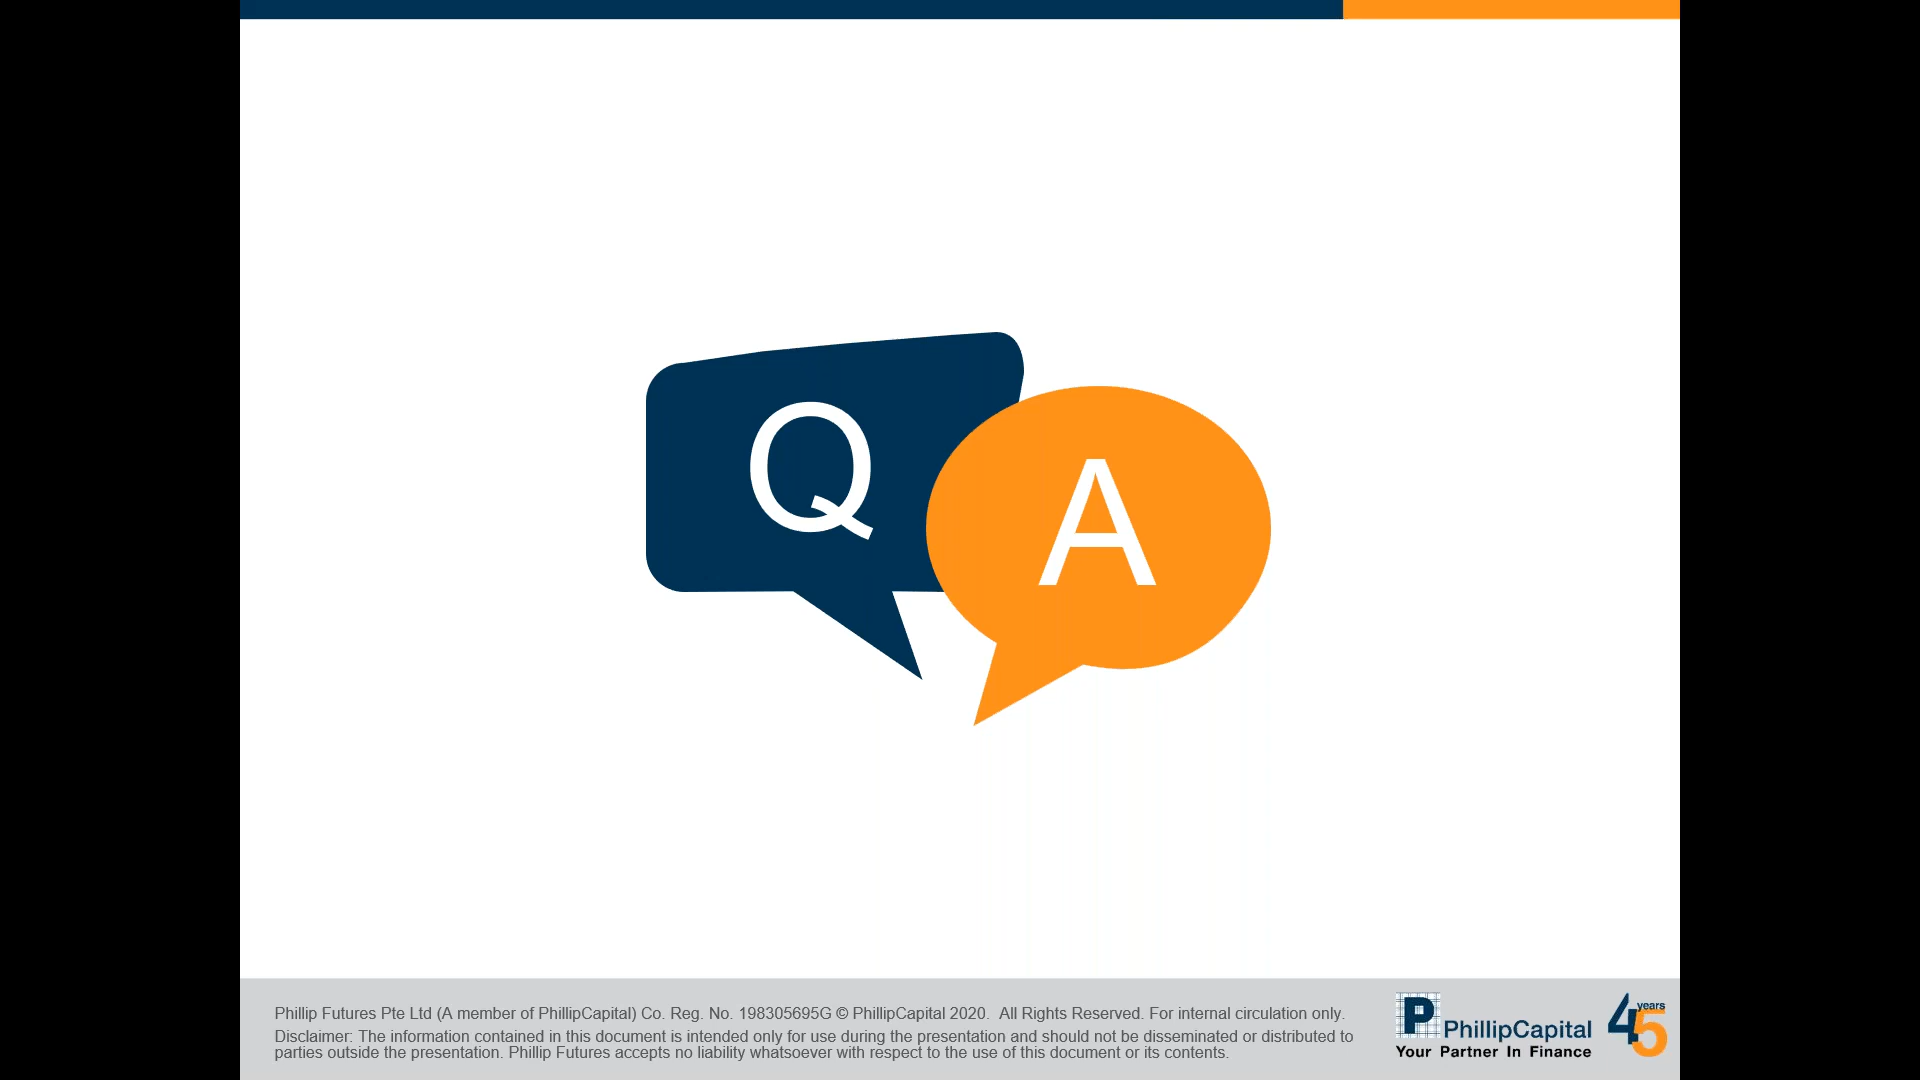 Q
A
Phillip Futures Pte Ltd (A member of PhillipCapital) Co. Reg. No. 198305695G © PhillipCapital 2020.  All Rights Reserved. For internal circulation only.
Disclaimer: The information contained in this document is intended only for use during the presentation and should not be disseminated or distributed to
parties outside the presentation. Phillip Futures accepts no liability whatsoever with respect to the use of this document or its contents.
P
PhillipCapital
Your Partner In Finance
45 years